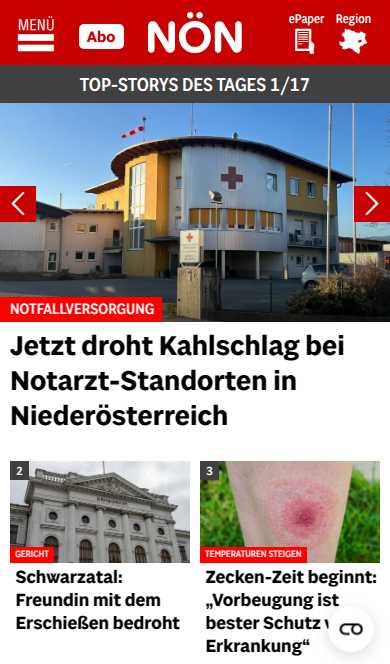 MENÜ
Abo
NÖN
ePaper
Region
TOP-STORYS DES TAGES 1/17
NOTFALLVERSORGUNG
Jetzt droht Kahlschlag bei
Notarzt-Standorten in
Niederösterreich
2
GERICHT
Schwarzatal:
Freundin mit dem
Erschießen bedroht
3
TEMPERATUREN STEIGEN
Zecken-Zeit beginnt:
„Vorbeugung ist
bester Schutz
Erkrankung“